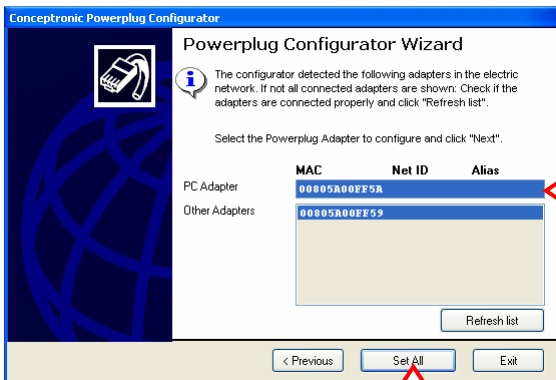 Conceptronic Powerplug Configurator
Powerplug Configurator Wizard
The configurator detected the following adapters in the electric
network. If not all connected adapters are shown: Check if the
adapters are connected properly and click "Refresh list".
Select the Powerplug Adapter to configure and click "Next".
MAC Net ID Alias
PC Adapter 00805A00FF5A
Other Adapters 00805A00FF59
Refresh list
< Previous Set All Exit